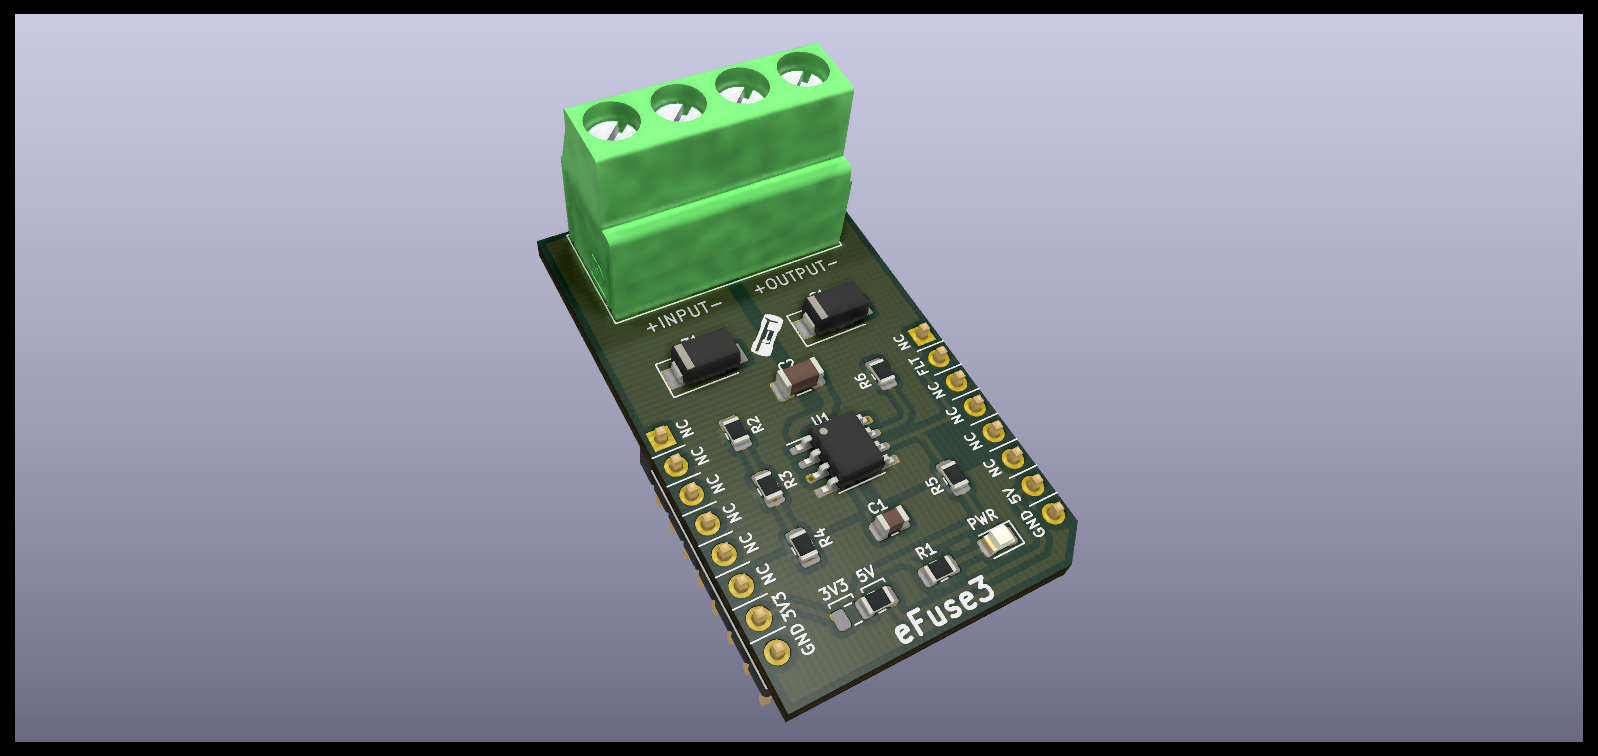 +INPUT-
+OUTPUT-
NC
FLT
NC
NC
NC
NC
5V
GND
R6
U1
R2
R3
R4
R5
C1
PWR
R1
5V
3V3
eFuse3
NC
NC
NC
NC
NC
NC
3V3
GND